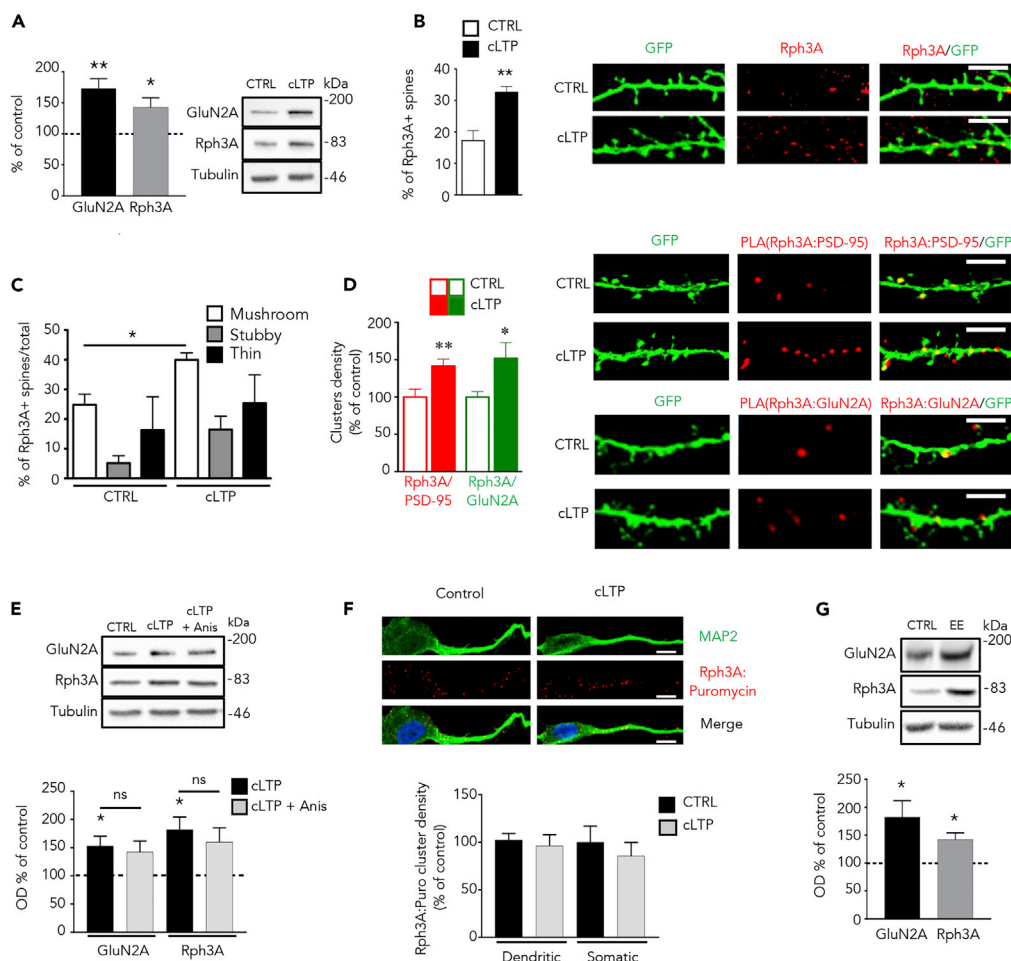 A
% of control
200
150
100
50
0
**
*
GluN2A Rph3A
CTRL cLTP kDa
GluN2A -200
Rph3A -83
Tubulin -46
B
CTRL
cLTP
% of Rph3A+ spines
40
30
20
10
0
**
GFP Rph3A Rph3A/GFP
CTRL
cLTP
C
% of Rph3A+ spines/total
50
40
30
20
10
0
*
Mushroom
Stubby
Thin
CTRL cLTP
D
CTRL
cLTP
Clusters density
(% of control)
200
150
100
50
0
**
*
Rph3A/
PSD-95
Rph3A/
GluN2A
GFP PLA(Rph3A:PSD-95) Rph3A:PSD-95/GFP
CTRL
cLTP
GFP PLA(Rph3A:GluN2A) Rph3A:GluN2A/GFP
CTRL
cLTP
E
CTRL cLTP cLTP
+ Anis kDa
GluN2A -200
Rph3A -83
Tubulin -46
OD % of control
250
200
150
100
50
0
ns
*
ns
*
cLTP
cLTP + Anis
GluN2A Rph3A
F
Control cLTP
MAP2
Rph3A:
Puromycin
Merge
Rph3A:Puro cluster density
(% of control)
150
100
50
0
CTRL
cLTP
Dendritic Somatic
G
CTRL EE kDa
GluN2A -200
Rph3A -83
Tubulin -46
OD % of control
250
200
150
100
50
0
*
*
GluN2A Rph3A